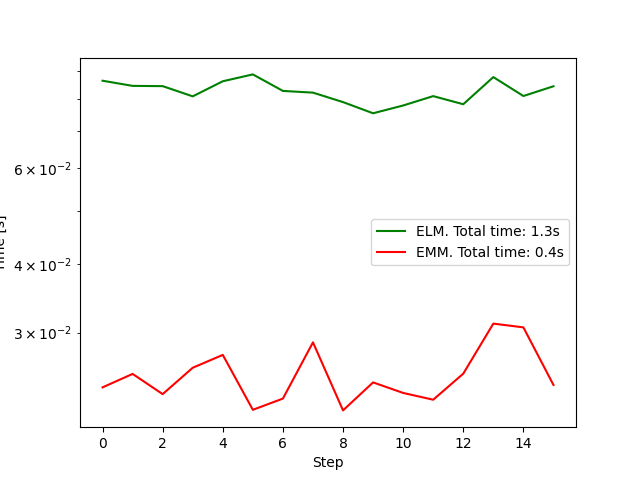 6 × 10⁻²
4 × 10⁻²
3 × 10⁻²
Time [s]
ELM. Total time: 1.3s
EMM. Total time: 0.4s
0 2 4 6 8 10 12 14
Step